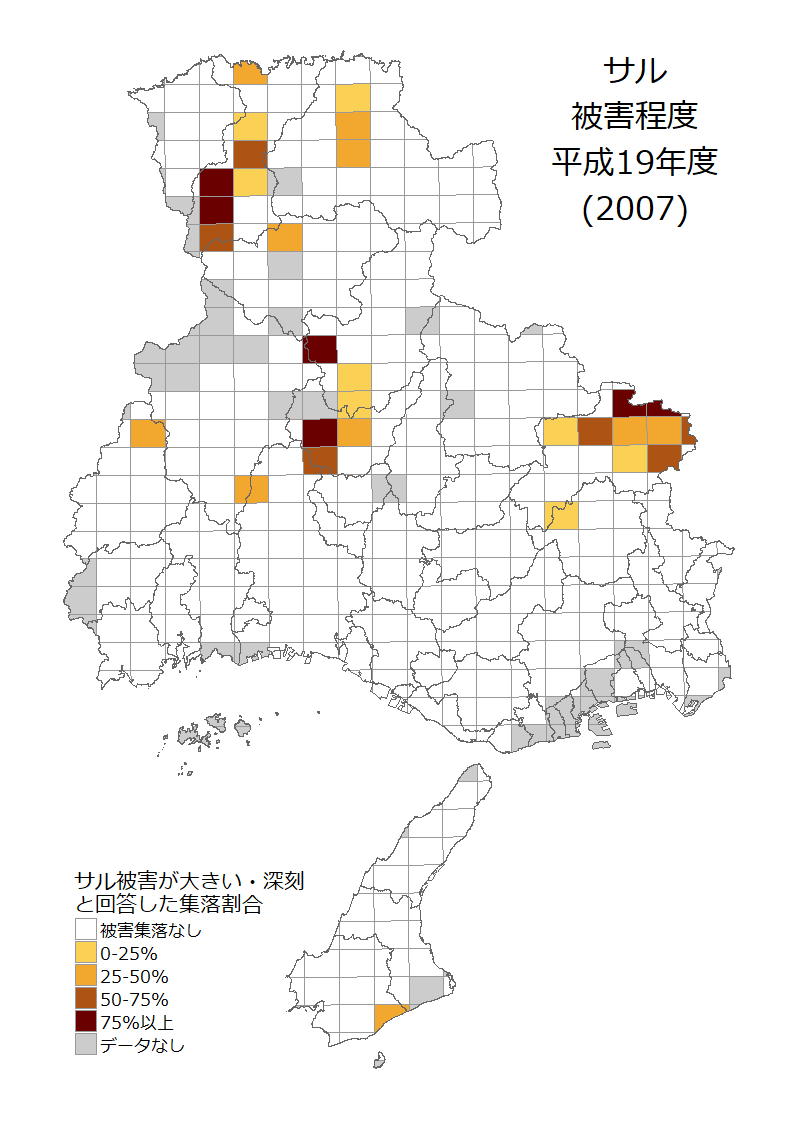 サル
被害程度
平成19年度
(2007)
サル被害が大きい・深刻
と回答した集落割合
被害集落なし
0-25%
25-50%
50-75%
75%以上
データなし